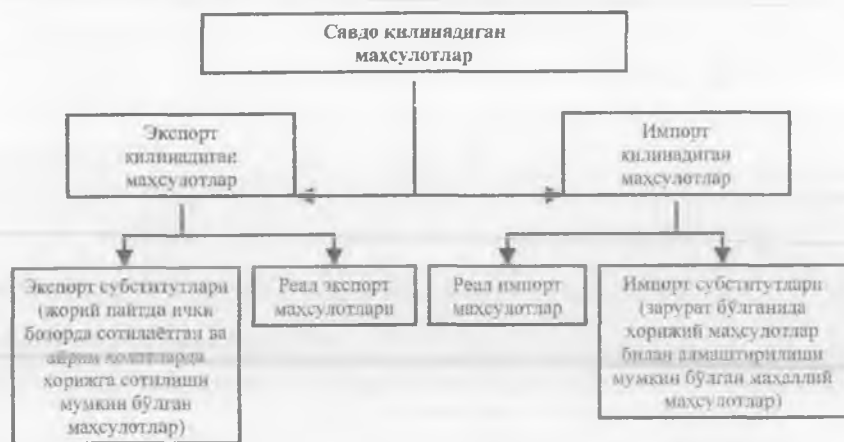 Савдо қилинадиган
маҳсулотлар
Экспорт
қилинадиган
маҳсулотлар
Импорт
қилинадиган
маҳсулотлар
Экспорт субститутлари
(жорий пайтда ички
бозорда сотилаётган ва
айрим ҳолатларда
хорижга сотилиши
мумкин бўлган
маҳсулотлар)
Реал экспорт
маҳсулотлари
Реал импорт
маҳсулотлар
Импорт субститутлари
(зарурат бўлганида
хорижий маҳсулотлар
билан алмаштирилиши
мумкин бўлган маҳаллий
маҳсулотлар)